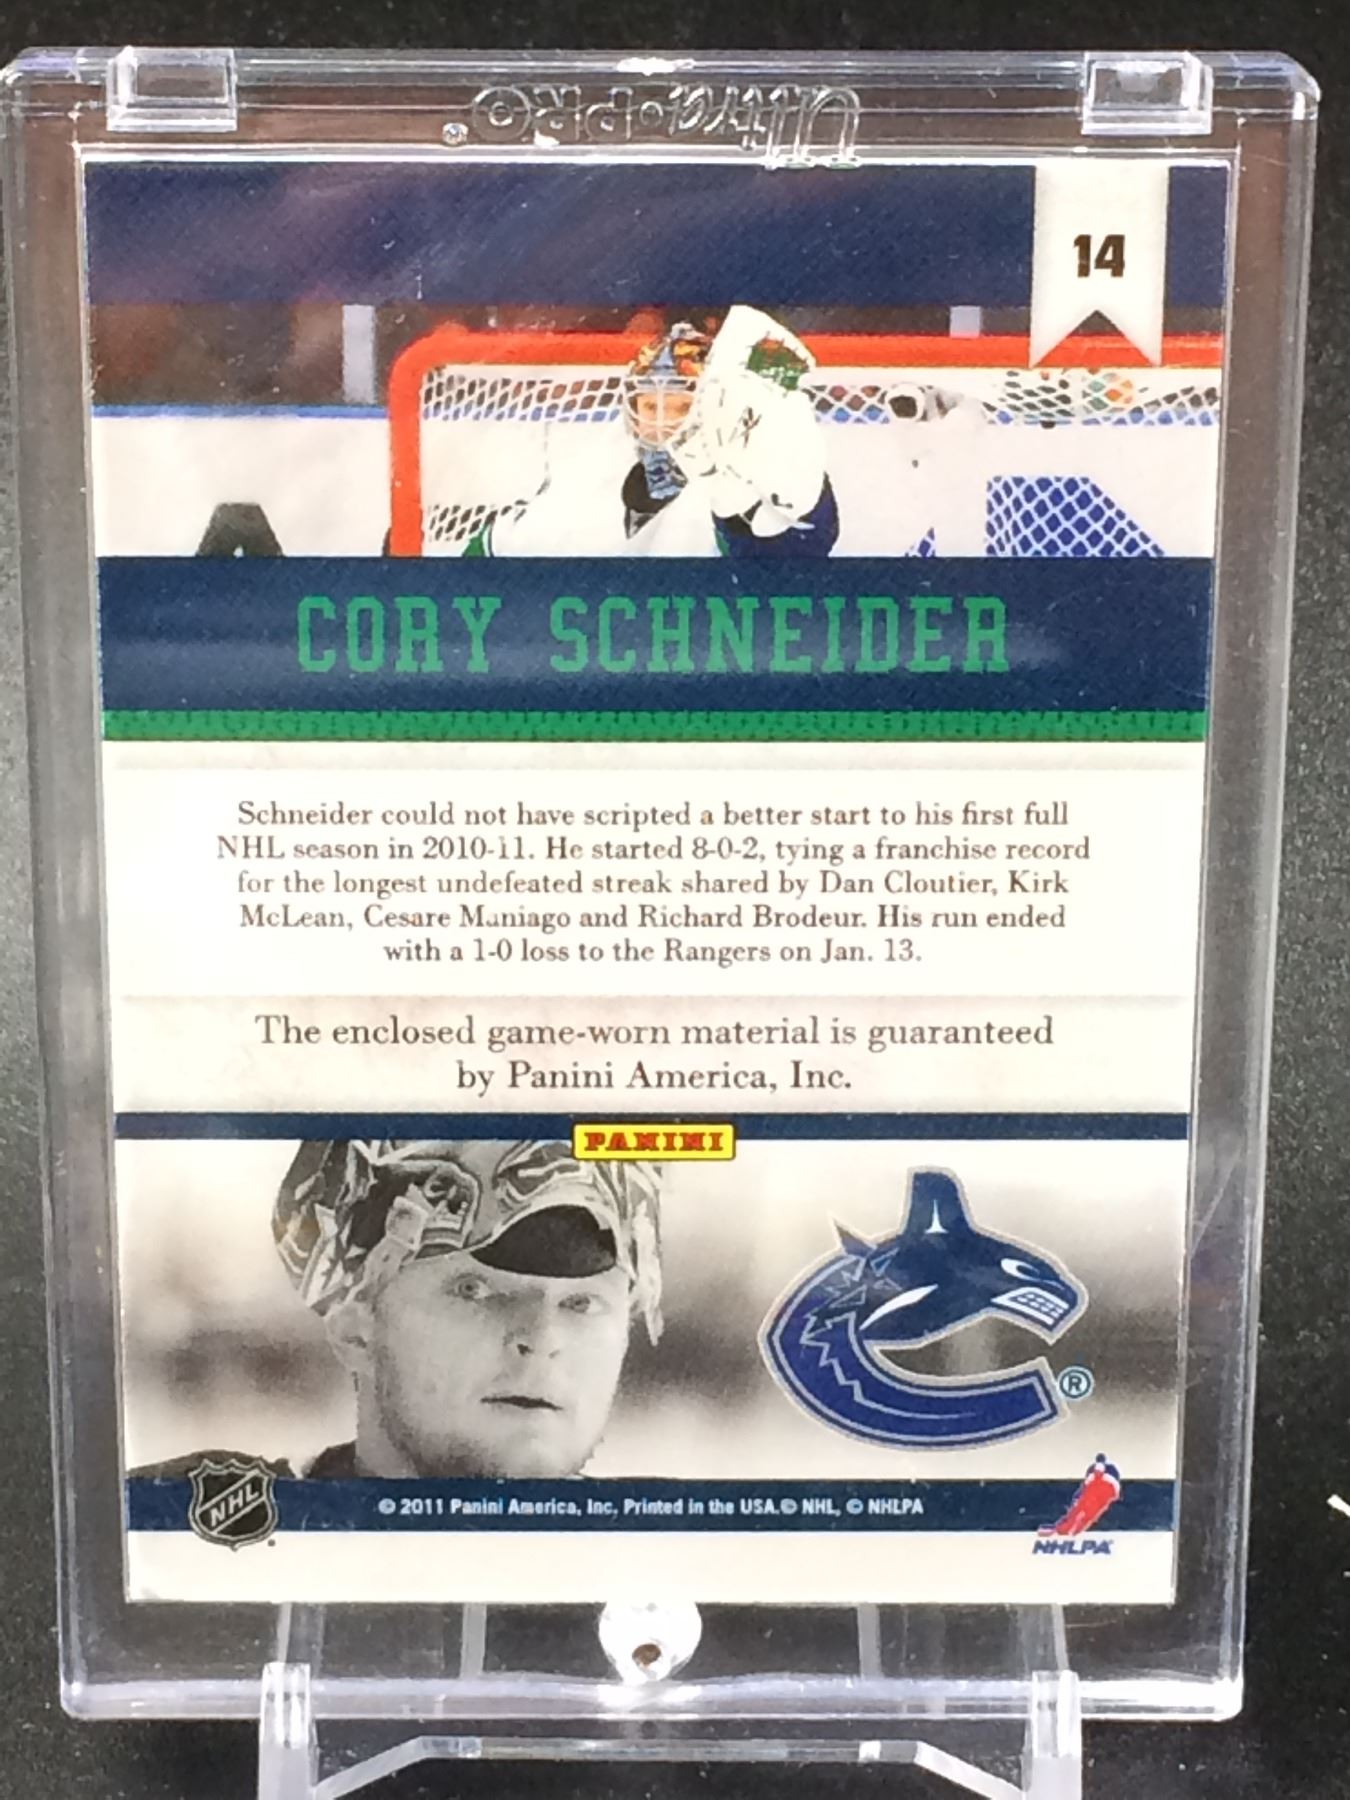 Ultra·PRO®
14
CORY SCHNEIDER
Schneider could not have scripted a better start to his first full
NHL season in 2010-11. He started 8-0-2, tying a franchise record
for the longest undefeated streak shared by Dan Cloutier, Kirk
McLean, Cesare Maniago and Richard Brodeur. His run ended
with a 1-0 loss to the Rangers on Jan. 13.
The enclosed game-worn material is guaranteed
by Panini America, Inc.
PANINI
®
NHL
© 2011 Panini America, Inc. Printed in the USA. © NHL, © NHLPA
NHLPA